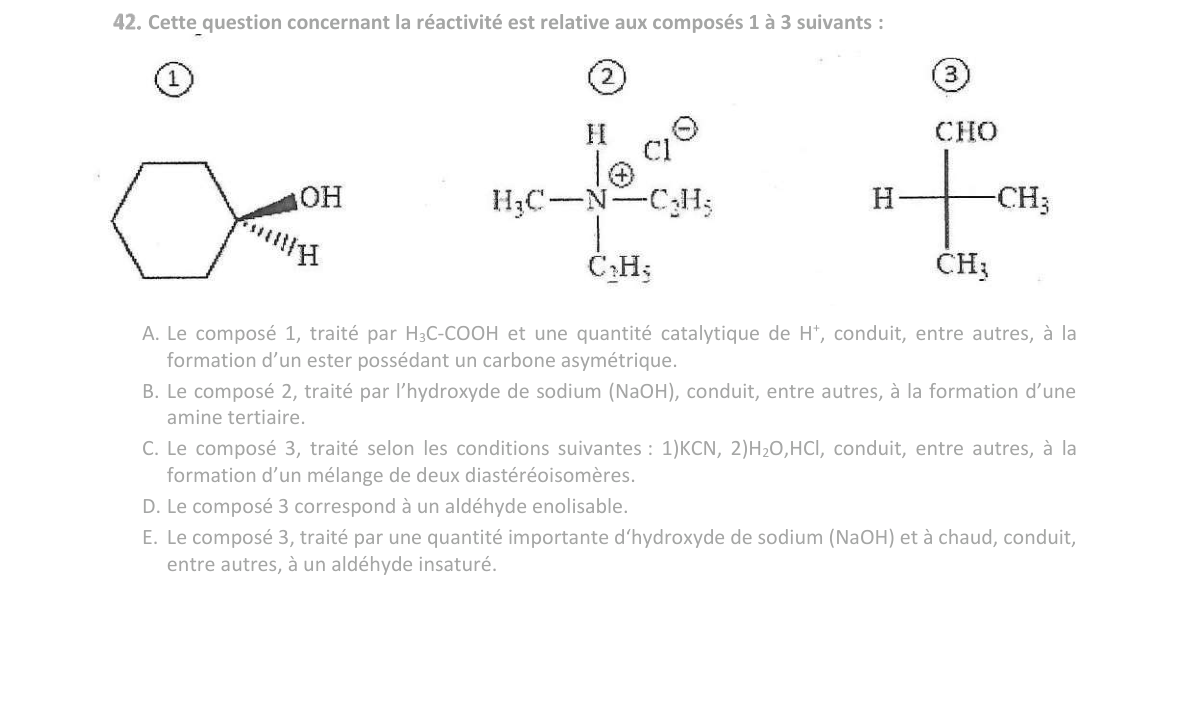 42. Cette question concernant la réactivité est relative aux composés 1 à 3 suivants :
1 2 3
H Cl⊖ CHO
⊕
OH H₃C—N—C₂H₅ H— —CH₃
H
C₂H₅ CH₃
A. Le composé 1, traité par H₃C-COOH et une quantité catalytique de H⁺, conduit, entre autres, à la
formation d’un ester possédant un carbone asymétrique.
B. Le composé 2, traité par l’hydroxyde de sodium (NaOH), conduit, entre autres, à la formation d’une
amine tertiaire.
C. Le composé 3, traité selon les conditions suivantes : 1)KCN, 2)H₂O,HCl, conduit, entre autres, à la
formation d’un mélange de deux diastéréoisomères.
D. Le composé 3 correspond à un aldéhyde enolisable.
E. Le composé 3, traité par une quantité importante d‘hydroxyde de sodium (NaOH) et à chaud, conduit,
entre autres, à un aldéhyde insaturé.